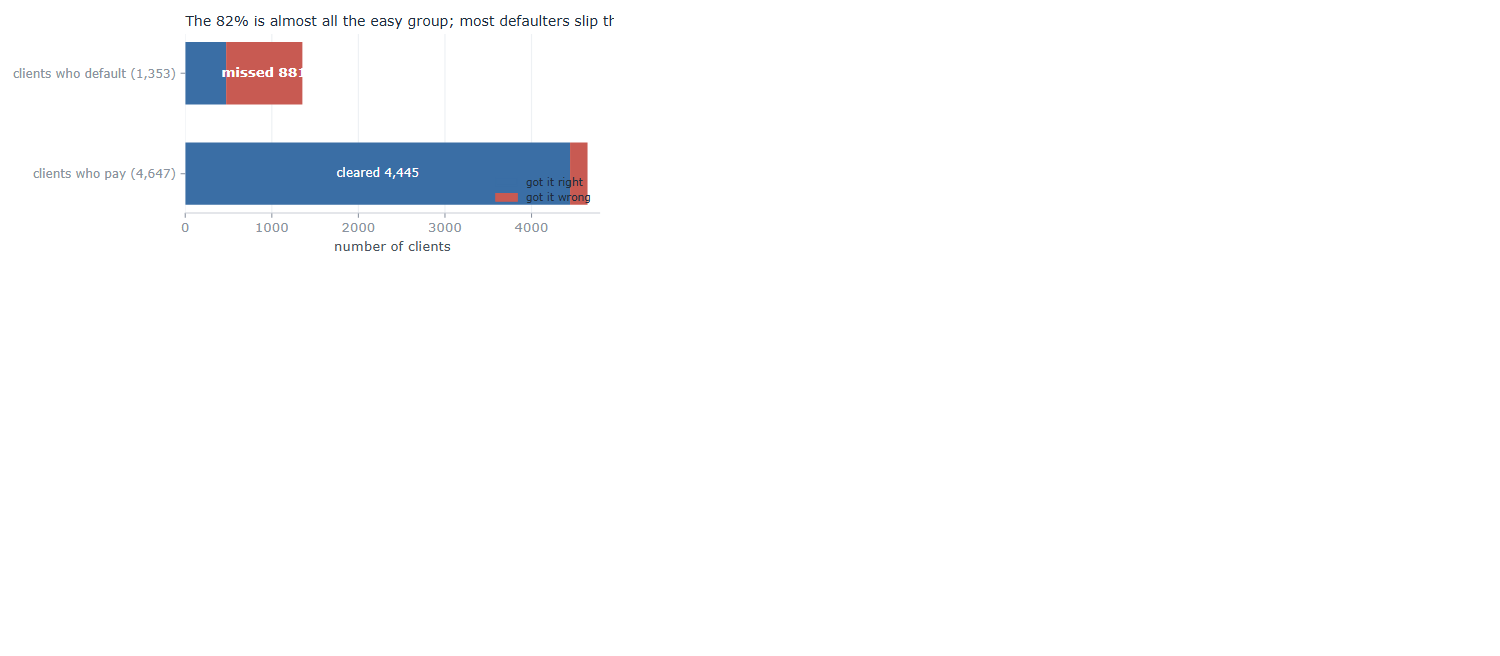 The 82% is almost all the easy group; most defaulters slip th
clients who default (1,353)
missed 881
clients who pay (4,647)
cleared 4,445
got it right
got it wrong
0 1000 2000 3000 4000
number of clients